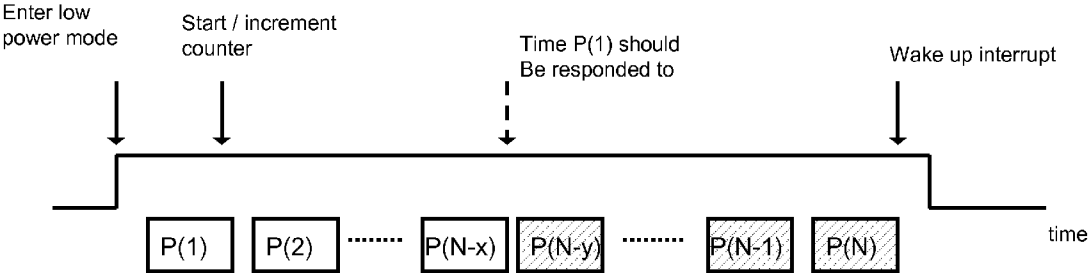 Enter low
power mode
Start / increment
counter
Time P(1) should
Be responded to
Wake up interrupt
P(1) P(2) P(N-x) P(N-y) P(N-1) P(N)
time